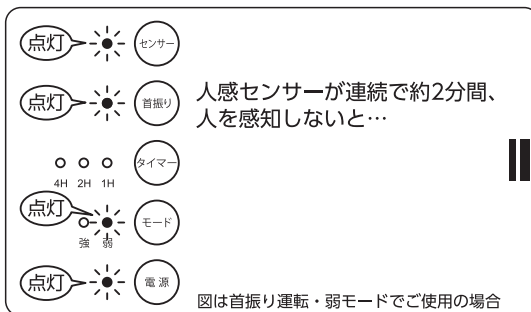 点灯 センサー
点灯 首振り
人感センサーが連続で約2分間、
人を感知しないと…
タイマー
4H 2H 1H
点灯
モード
強 弱
点灯 電源
図は首振り運転・弱モードでご使用の場合